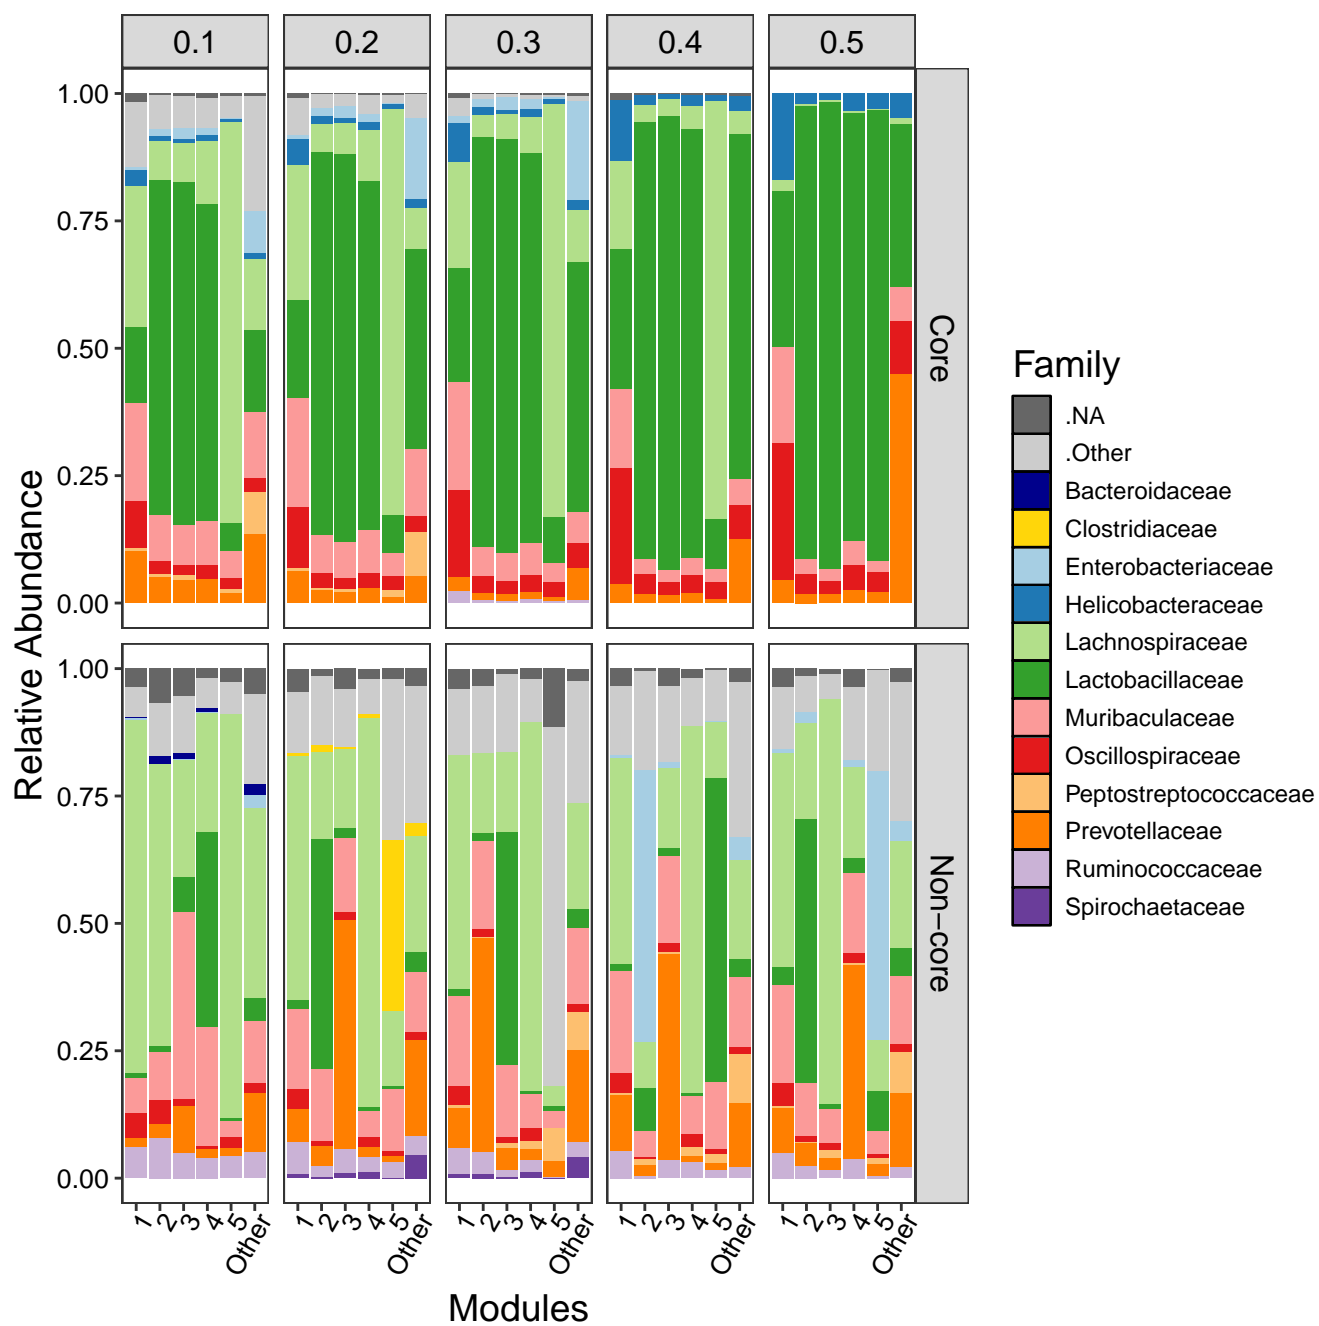 0.1 0.2 0.3 0.4 0.5
1.00
0.75
0.50
0.25
0.00
Core
1.00
0.75
0.50
0.25
0.00
Non−core
Relative Abundance
1 2 3 4 5 Other 1 2 3 4 5 Other 1 2 3 4 5 Other 1 2 3 4 5 Other 1 2 3 4 5 Other
Modules
Family
.NA
.Other
Bacteroidaceae
Clostridiaceae
Enterobacteriaceae
Helicobacteraceae
Lachnospiraceae
Lactobacillaceae
Muribaculaceae
Oscillospiraceae
Peptostreptococcaceae
Prevotellaceae
Ruminococcaceae
Spirochaetaceae